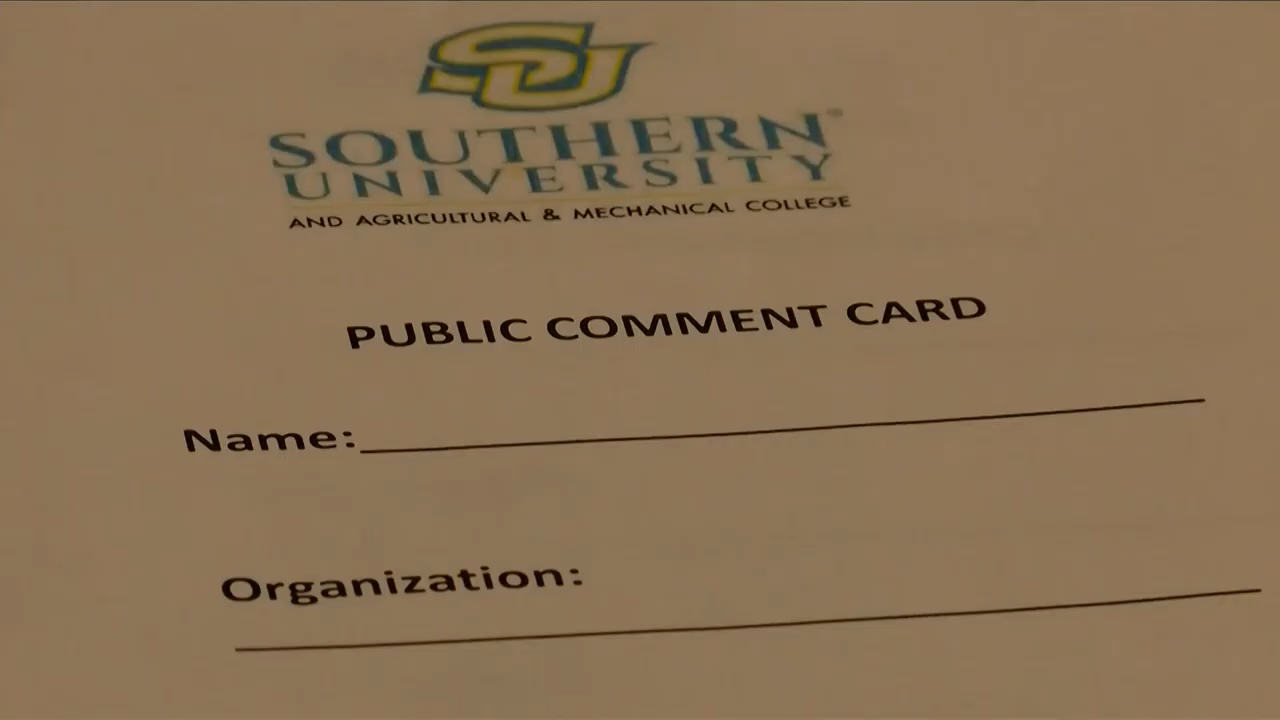 SU
SOUTHERN®
UNIVERSITY
AND AGRICULTURAL & MECHANICAL COLLEGE
PUBLIC COMMENT CARD
Name:
Organization: